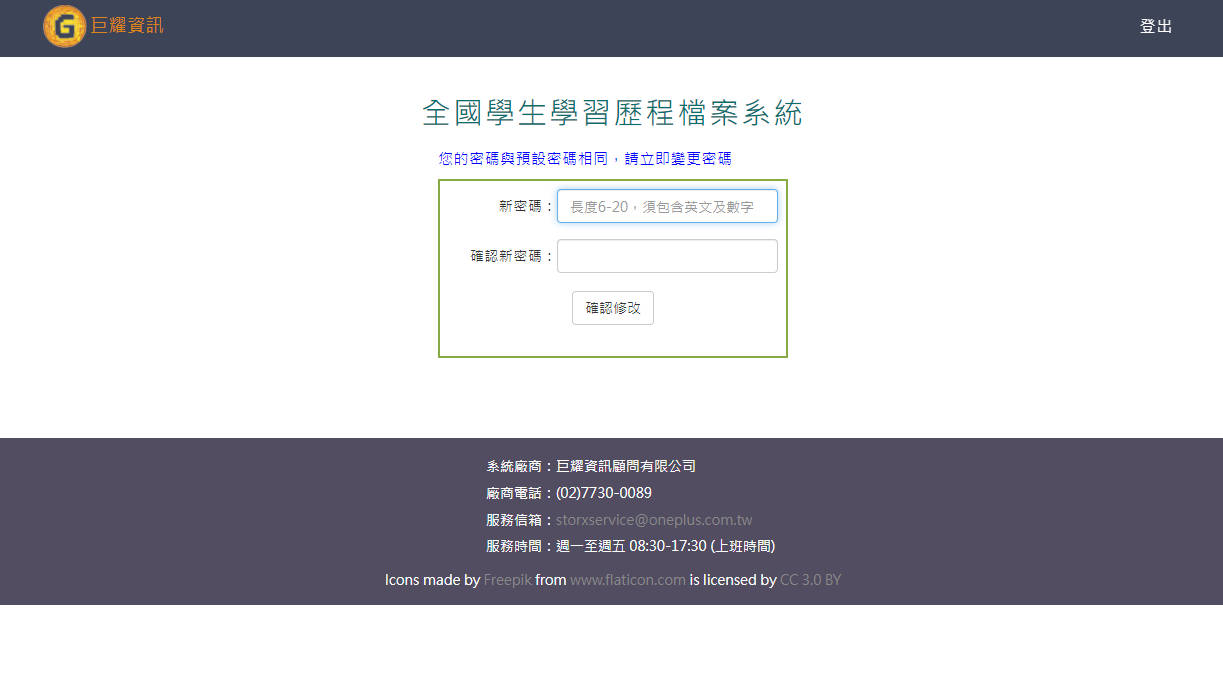 巨耀資訊
登出
全國學生學習歷程檔案系統
您的密碼與預設密碼相同，請立即變更密碼
新密碼：長度6-20，須包含英文及數字
確認新密碼：
確認修改
系統廠商：巨耀資訊顧問有限公司
廠商電話：(02)7730-0089
服務信箱：storxservice@oneplus.com.tw
服務時間：週一至週五 08:30-17:30 (上班時間)
Icons made by Freepik from www.flaticon.com is licensed by CC 3.0 BY